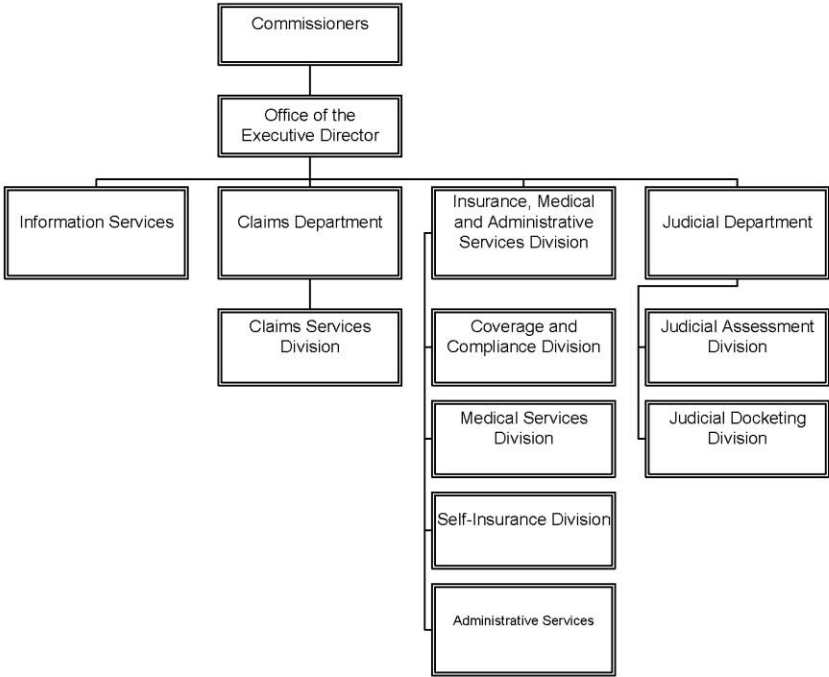 Commissioners
Office of the
Executive Director
Information Services
Claims Department
Insurance, Medical
and Administrative
Services Division
Judicial Department
Claims Services
Division
Coverage and
Compliance Division
Judicial Assessment
Division
Medical Services
Division
Judicial Docketing
Division
Self-Insurance Division
Administrative Services